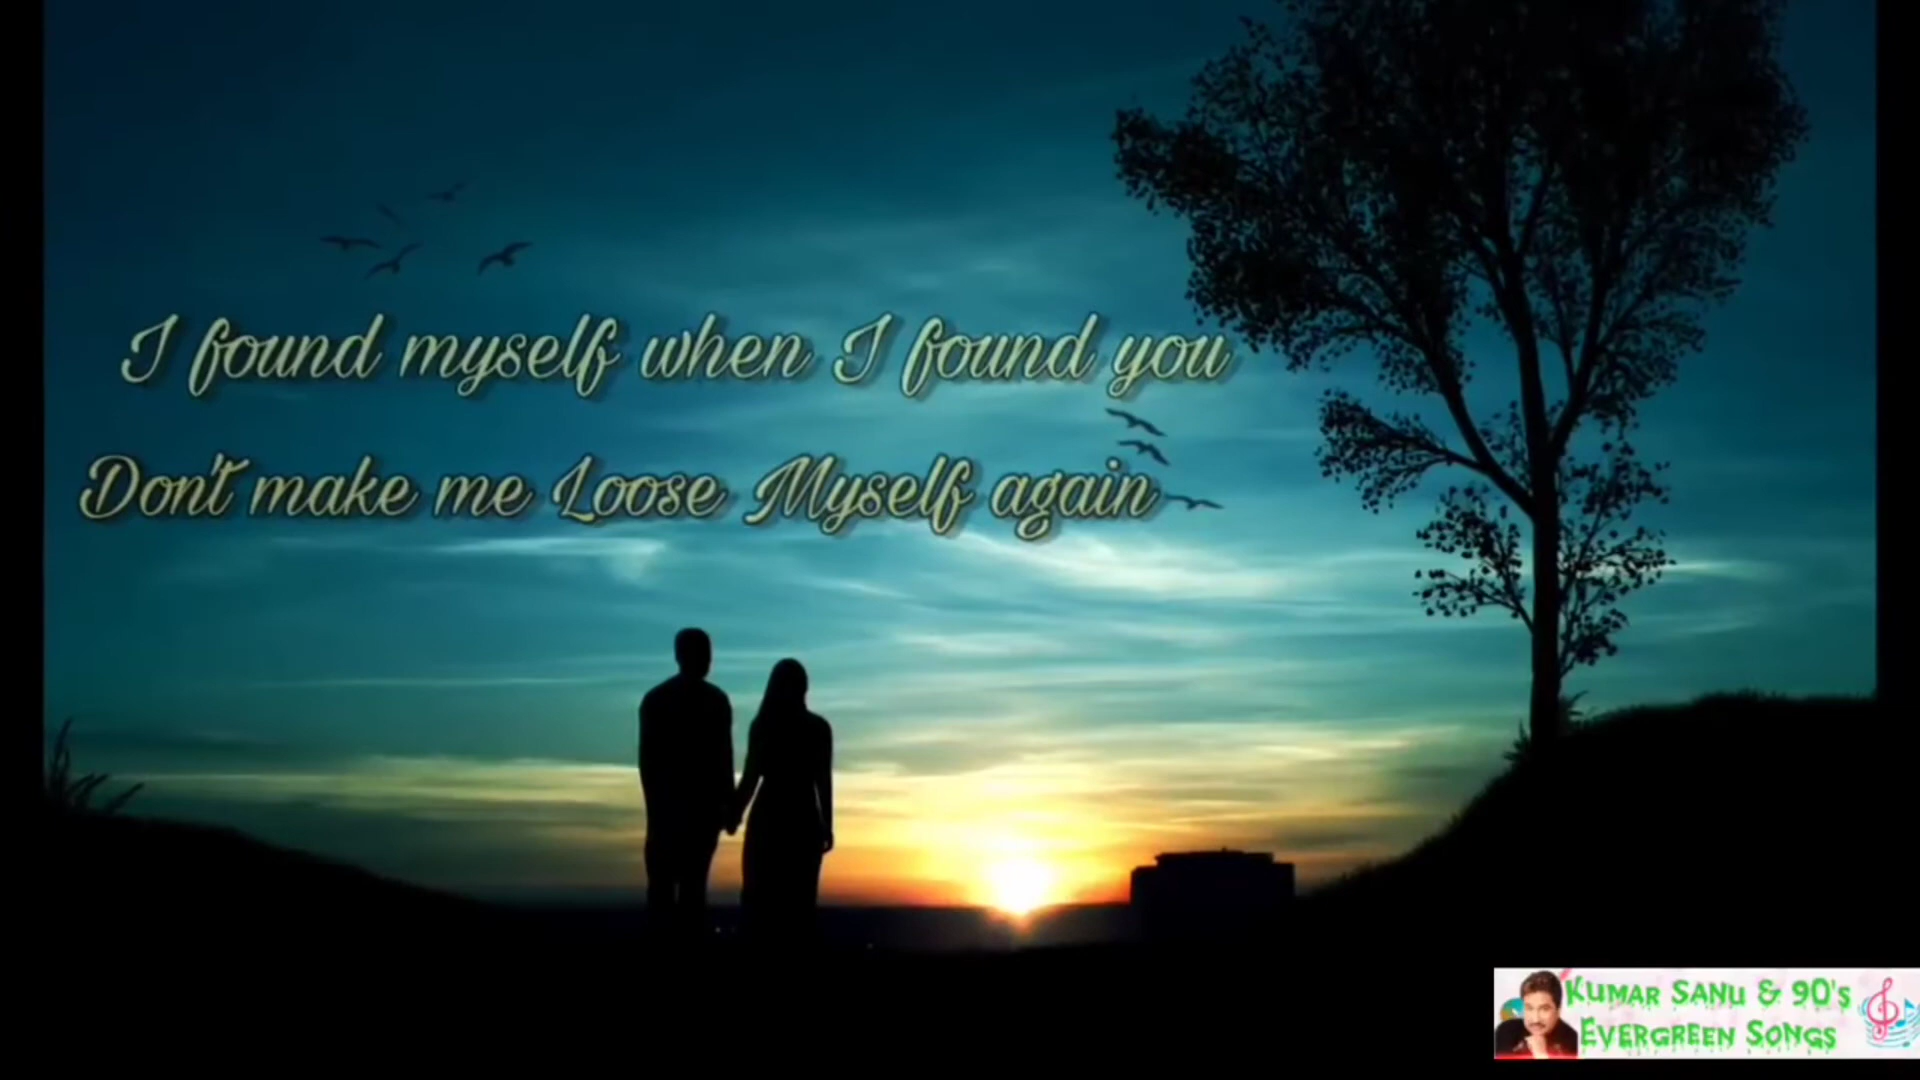 I found myself when I found you
Don't make me Loose Myself again
Kumar Sanu & 90's
Evergreen Songs